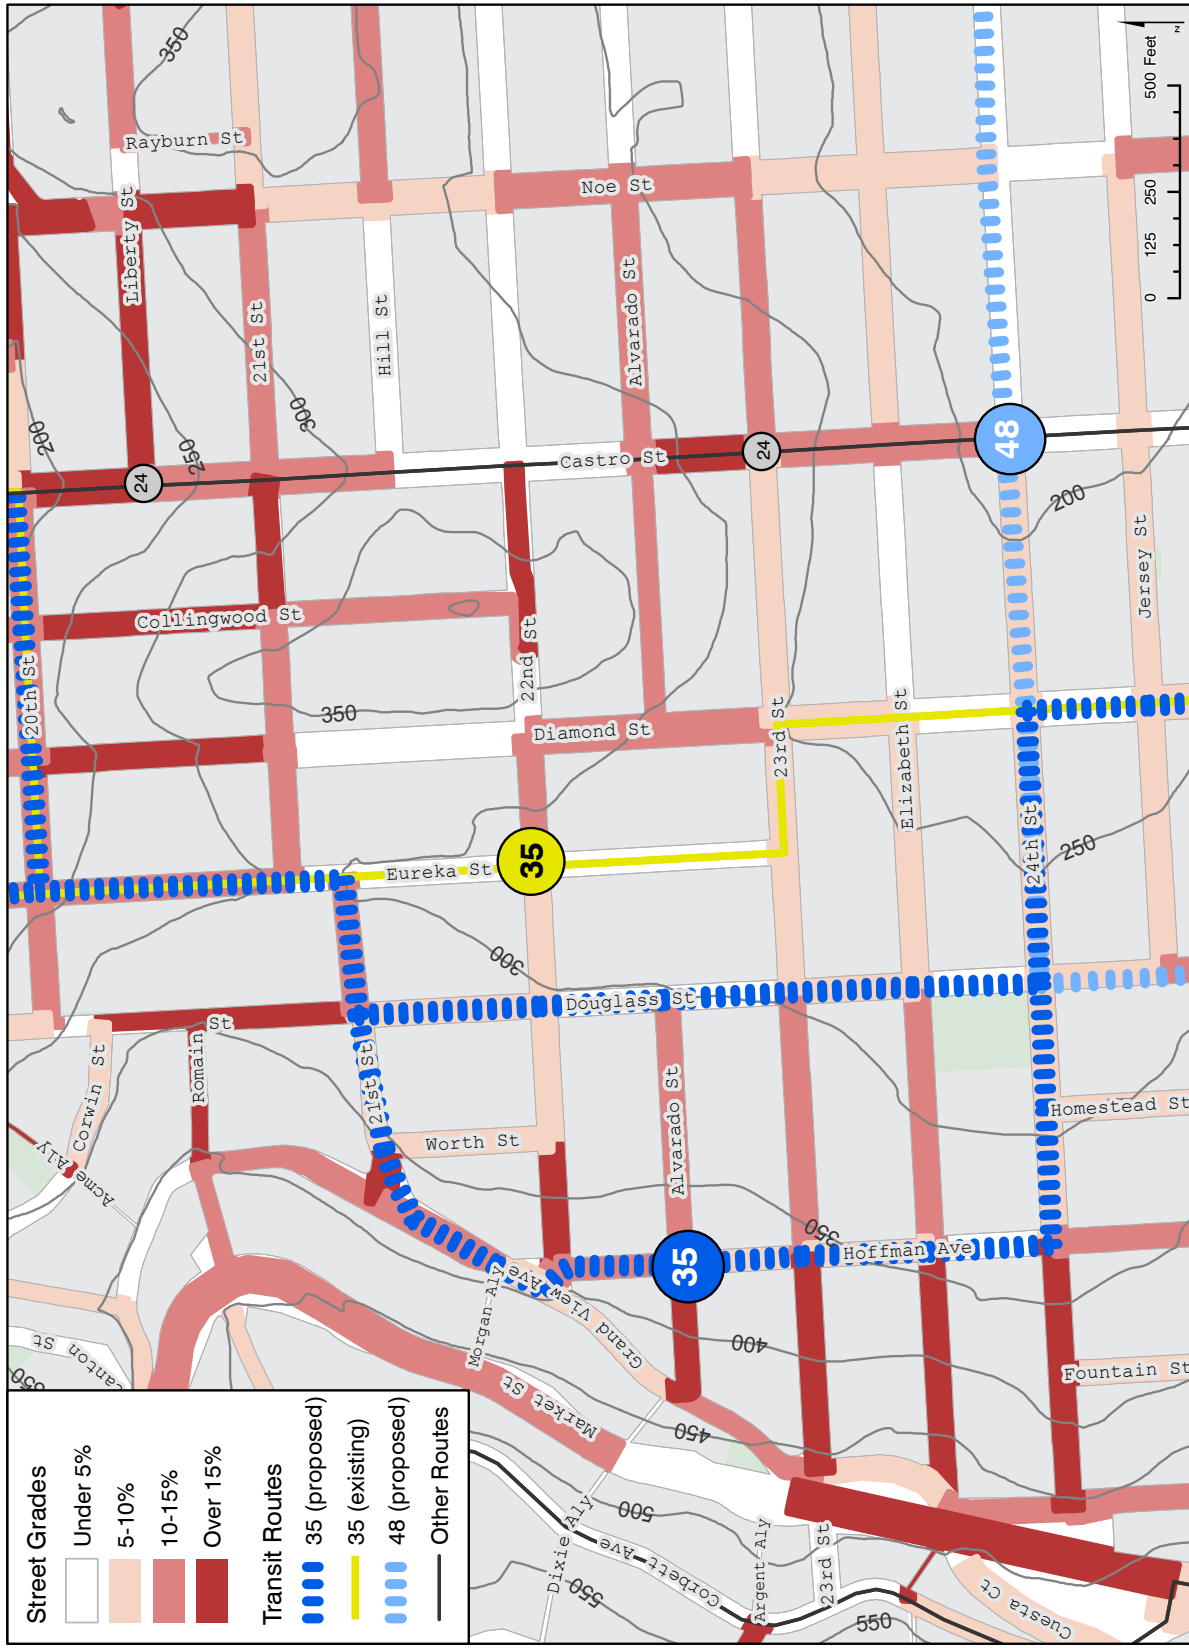 Street Grades
Under 5%
5-10%
10-15%
Over 15%
Transit Routes
35 (proposed)
35 (existing)
48 (proposed)
Other Routes
350
Rayburn St
Liberty St
Noe St
21st St
Hill St
Alvarado St
200
250
300
24
Castro St
24
48
200
Jersey St
Collingwood St
20th St
22nd St
350
Diamond St
23rd St
Elizabeth St
24th St
250
Eureka St
35
300
Douglass St
Romain St
Corwin St
Acme Aly
21st St
Worth St
Alvarado St
Homestead St
35
Hoffman Ave
350
Grand View Ave
Morgan Aly
Market St
400
450
Fountain St
500
Dixie Aly
Corbett Ave
550
Argent Aly
23rd St
550
Cuesta Ct
0 125 250 500 Feet
z